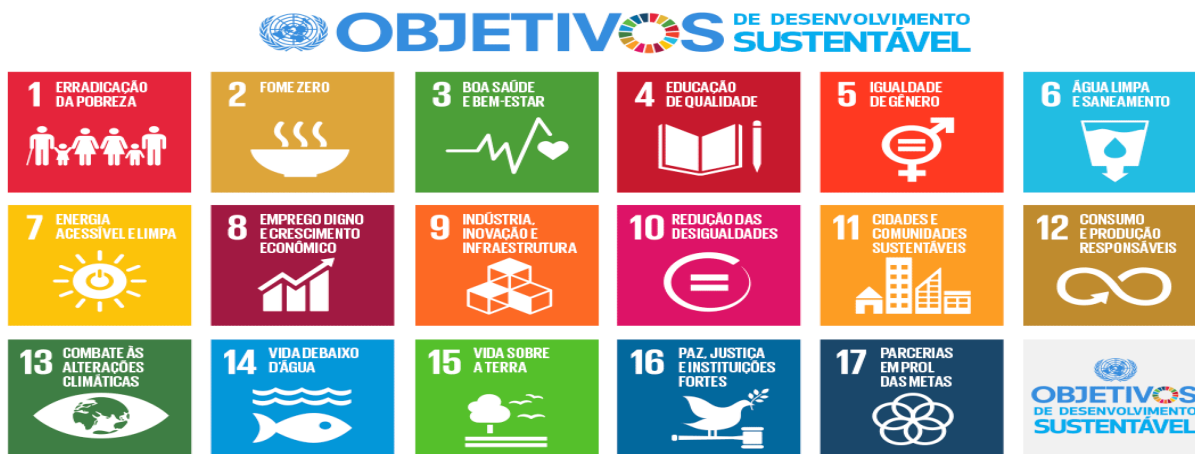 OBJETIVOS DE DESENVOLVIMENTO
SUSTENTÁVEL
1 ERRADICAÇÃO
DA POBREZA
2 FOME ZERO
3 BOA SAÚDE
E BEM-ESTAR
4 EDUCAÇÃO
DE QUALIDADE
5 IGUALDADE
DE GÊNERO
6 ÁGUA LIMPA
E SANEAMENTO
7 ENERGIA
ACESSÍVEL E LIMPA
8 EMPREGO DIGNO
E CRESCIMENTO
ECONÔMICO
9 INDÚSTRIA,
INOVAÇÃO E
INFRAESTRUTURA
10 REDUÇÃO DAS
DESIGUALDADES
11 CIDADES E
COMUNIDADES
SUSTENTÁVEIS
12 CONSUMO
E PRODUÇÃO
RESPONSÁVEIS
13 COMBATE ÀS
ALTERAÇÕES
CLIMÁTICAS
14 VIDA DEBAIXO
D'ÁGUA
15 VIDA SOBRE
A TERRA
16 PAZ, JUSTIÇA
E INSTITUIÇÕES
FORTES
17 PARCERIAS
EM PROL
DAS METAS
OBJETIVOS
DE DESENVOLVIMENTO
SUSTENTÁVEL